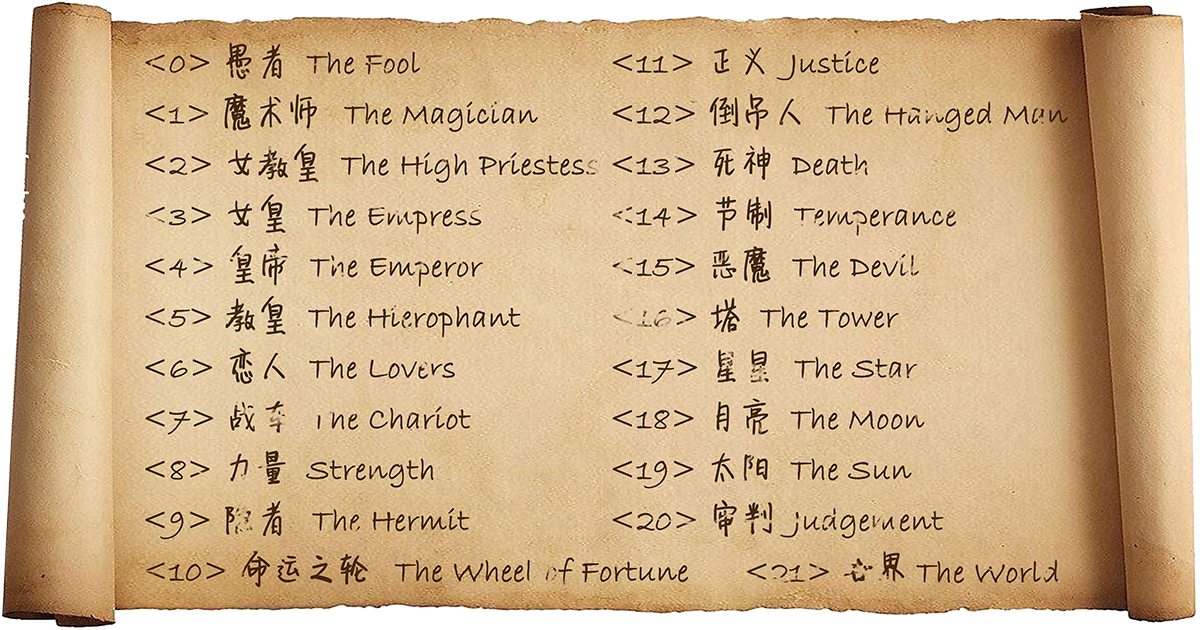 <0> 愚者 The Fool
<1> 魔术师 The Magician
<2> 女教皇 The High Priestess
<3> 女皇 The Empress
<4> 皇帝 The Emperor
<5> 教皇 The Hierophant
<6> 恋人 The Lovers
<7> 战车 The Chariot
<8> 力量 Strength
<9> 隐者 The Hermit
<10> 命运之轮 The Wheel of Fortune
<11> 正义 Justice
<12> 倒吊人 The Hanged Man
<13> 死神 Death
<14> 节制 Temperance
<15> 恶魔 The Devil
<16> 塔 The Tower
<17> 星星 The Star
<18> 月亮 The Moon
<19> 太阳 The Sun
<20> 审判 Judgement
<21> 世界 The World